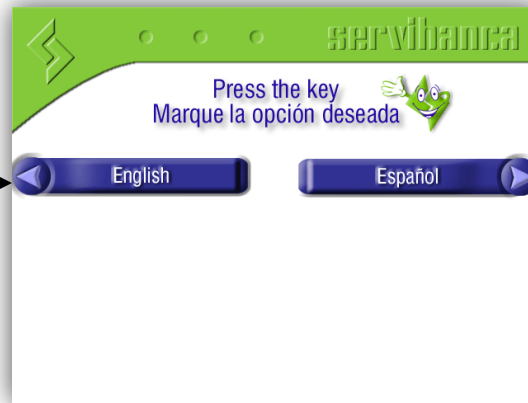 servibanca
Press the key
Marque la opción deseada
English
Español